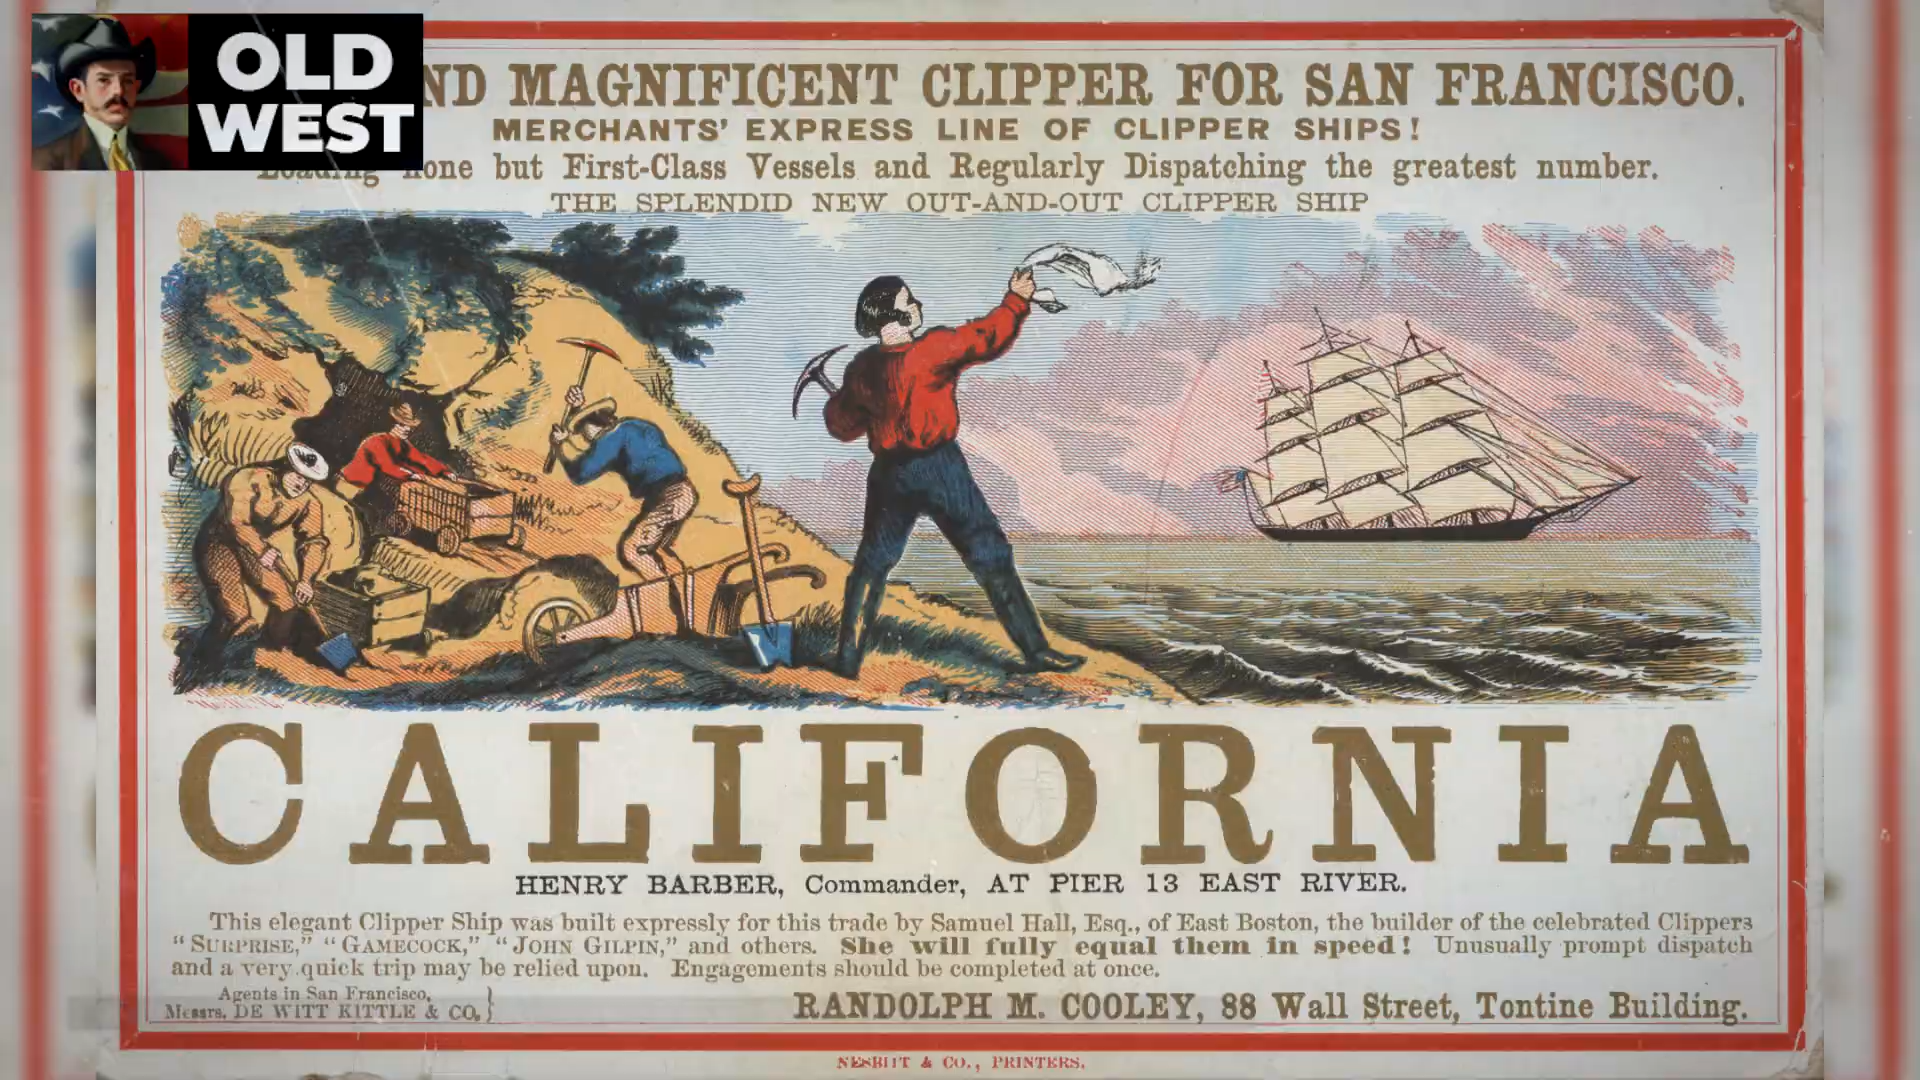 OLD
WEST
ND MAGNIFICENT CLIPPER FOR SAN FRANCISCO.
MERCHANTS' EXPRESS LINE OF CLIPPER SHIPS!
Loading none but First-Class Vessels and Regularly Dispatching the greatest number.
THE SPLENDID NEW OUT-AND-OUT CLIPPER SHIP
CALIFORNIA
HENRY BARBER, Commander, AT PIER 13 EAST RIVER.
This elegant Clipper Ship was built expressly for this trade by Samuel Hall, Esq., of East Boston, the builder of the celebrated Clippers
"SURPRISE," "GAMECOCK," "JOHN GILPIN," and others. She will fully equal them in speed! Unusually prompt dispatch
and a very quick trip may be relied upon. Engagements should be completed at once.
Agents in San Francisco,
Messrs. DE WITT KITTLE & CO. }
RANDOLPH M. COOLEY, 88 Wall Street, Tontine Building.
NESBITT & CO., PRINTERS.